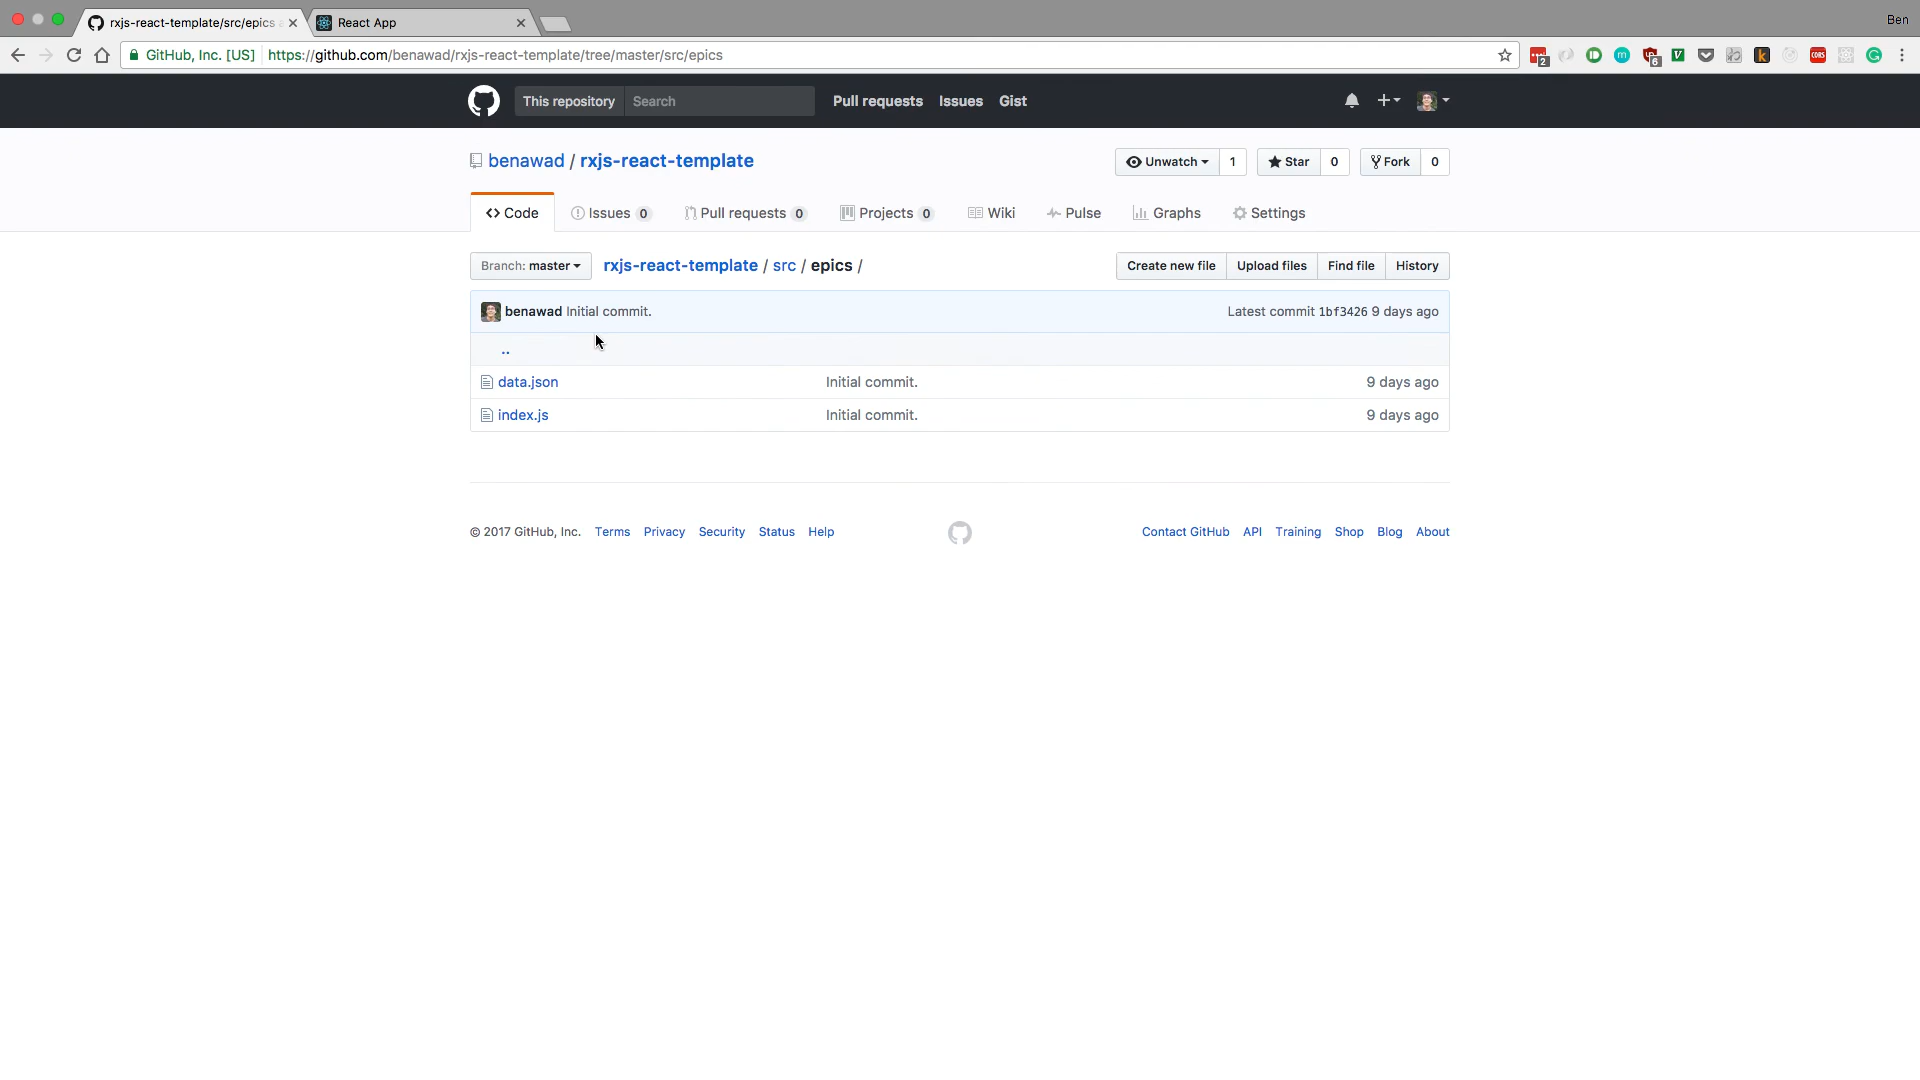 rxjs-react-template/src/epics
React App
Ben
GitHub, Inc. [US] https://github.com/benawad/rxjs-react-template/tree/master/src/epics
2
6
CORS
This repository Search Pull requests Issues Gist
benawad / rxjs-react-template
Unwatch 1 Star 0 Fork 0
Code Issues 0 Pull requests 0 Projects 0 Wiki Pulse Graphs Settings
Branch: master rxjs-react-template / src / epics /
Create new file Upload files Find file History
benawad Initial commit. Latest commit 1bf3426 9 days ago
..
data.json Initial commit. 9 days ago
index.js Initial commit. 9 days ago
© 2017 GitHub, Inc. Terms Privacy Security Status Help Contact GitHub API Training Shop Blog About